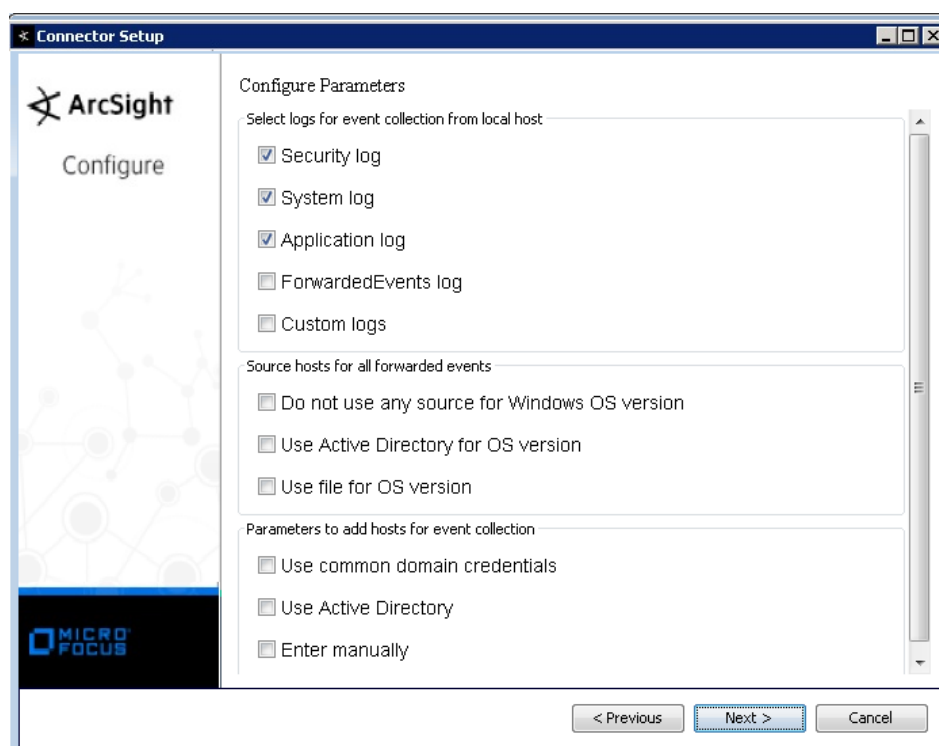 Connector Setup
ArcSight
Configure
Configure Parameters
Select logs for event collection from local host
Security log
System log
Application log
ForwardedEvents log
Custom logs
Source hosts for all forwarded events
Do not use any source for Windows OS version
Use Active Directory for OS version
Use file for OS version
Parameters to add hosts for event collection
Use common domain credentials
Use Active Directory
Enter manually
MICRO
FOCUS
< Previous
Next >
Cancel